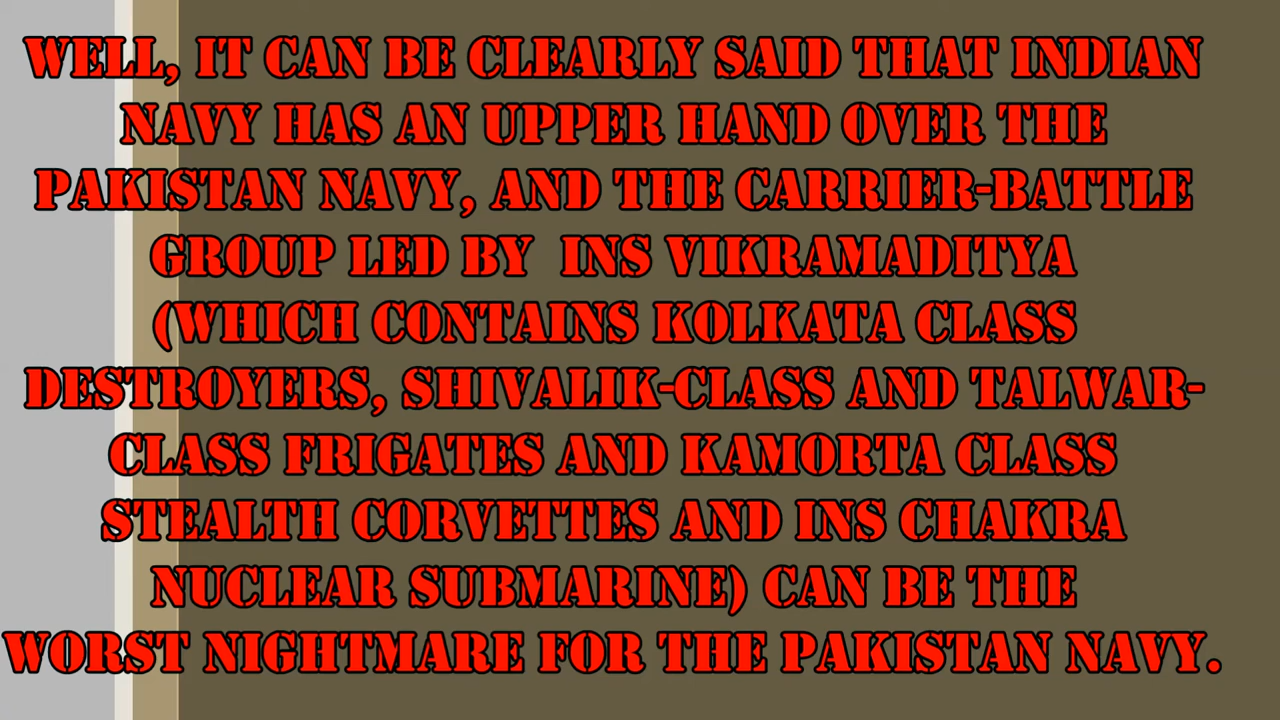 WELL, IT CAN BE CLEARLY SAID THAT INDIAN
NAVY HAS AN UPPER HAND OVER THE
PAKISTAN NAVY, AND THE CARRIER-BATTLE
GROUP LED BY  INS VIKRAMADITYA
(WHICH CONTAINS KOLKATA CLASS
DESTROYERS, SHIVALIK-CLASS AND TALWAR-
CLASS FRIGATES AND KAMORTA CLASS
STEALTH CORVETTES AND INS CHAKRA
NUCLEAR SUBMARINE) CAN BE THE
WORST NIGHTMARE FOR THE PAKISTAN NAVY.